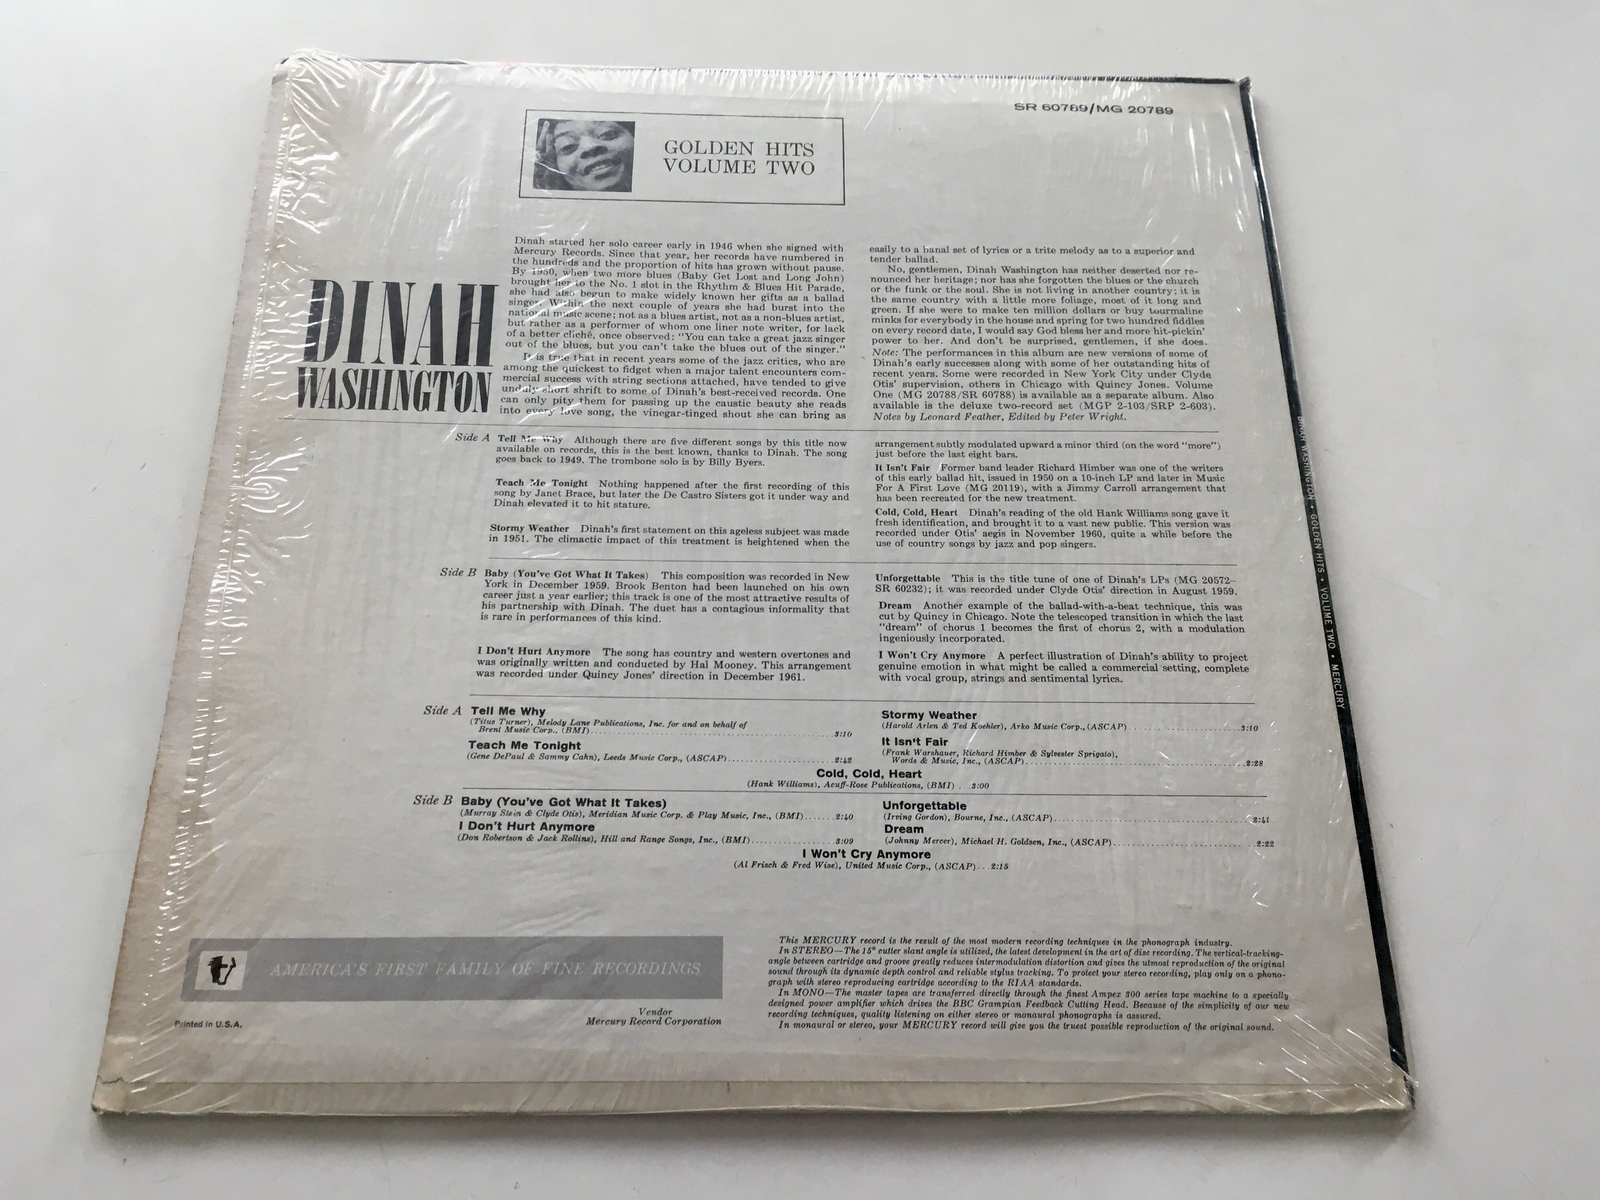 SR 60789/MG 20789
GOLDEN HITS
VOLUME TWO
DINAH
WASHINGTON
Dinah started her solo career early in 1946 when she signed with
Mercury Records. Since that year, her records have numbered in
the hundreds and the proportion of hits has grown without pause.
By 1950, when two more blues (Baby Get Lost and Long John)
brought her to the No. 1 slot in the Rhythm & Blues Hit Parade,
she had also begun to make widely known her gifts as a ballad
singer. Within the next couple of years she had burst into the
national music scene; not as a blues artist, not as a non-blues artist,
but rather as a performer of whom one liner note writer, for lack
of a better cliché, once observed: "You can take a great jazz singer
out of the blues, but you can't take the blues out of the singer."
It is true that in recent years some of the jazz critics, who are
among the quickest to fidget when a major talent encounters com-
mercial success with string sections attached, have tended to give
unduly short shrift to some of Dinah's best-received records. One
can only pity them for passing up the caustic beauty she reads
into every love song, the vinegar-tinged shout she can bring as
easily to a banal set of lyrics or a trite melody as to a superior and
tender ballad.
No, gentlemen, Dinah Washington has neither deserted nor re-
nounced her heritage; nor has she forgotten the blues or the church
or the funk or the soul. She is not living in another country; it is
the same country with a little more foliage, most of it long and
green. If she were to make ten million dollars or buy tourmaline
minks for everybody in the house and spring for two hundred fiddles
on every record date, I would say God bless her and more hit-pickin'
power to her. And don't be surprised, gentlemen, if she does.
Note: The performances in this album are new versions of some of
Dinah's early successes along with some of her outstanding hits of
recent years. Some were recorded in New York City under Clyde
Otis' supervision, others in Chicago with Quincy Jones. Volume
One (MG 20788/SR 60788) is available as a separate album. Also
available is the deluxe two-record set (MGP 2-103/SRP 2-603).
Notes by Leonard Feather, Edited by Peter Wright.
Side A Tell Me Why Although there are five different songs by this title now
available on records, this is the best known, thanks to Dinah. The song
goes back to 1949. The trombone solo is by Billy Byers.
Teach Me Tonight Nothing happened after the first recording of this
song by Janet Brace, but later the De Castro Sisters got it under way and
Dinah elevated it to hit stature.
Stormy Weather Dinah's first statement on this ageless subject was made
in 1951. The climactic impact of this treatment is heightened when the
arrangement subtly modulated upward a minor third (on the word "more")
just before the last eight bars.
It Isn't Fair Former band leader Richard Himber was one of the writers
of this early ballad hit, issued in 1950 on a 10-inch LP and later in Music
For A First Love (MG 20119), with a Jimmy Carroll arrangement that
has been recreated for the new treatment.
Cold, Cold, Heart Dinah's reading of the old Hank Williams song gave it
fresh identification, and brought it to a vast new public. This version was
recorded under Otis' aegis in November 1960, quite a while before the
use of country songs by jazz and pop singers.
Side B Baby (You've Got What It Takes) This composition was recorded in New
York in December 1959. Brook Benton had been launched on his own
career just a year earlier; this track is one of the most attractive results of
his partnership with Dinah. The duet has a contagious informality that
is rare in performances of this kind.
I Don't Hurt Anymore The song has country and western overtones and
was originally written and conducted by Hal Mooney. This arrangement
was recorded under Quincy Jones' direction in December 1961.
Unforgettable This is the title tune of one of Dinah's LPs (MG 20572–
SR 60232); it was recorded under Clyde Otis' direction in August 1959.
Dream Another example of the ballad-with-a-beat technique, this was
cut by Quincy in Chicago. Note the telescoped transition in which the last
"dream" of chorus 1 becomes the first of chorus 2, with a modulation
ingeniously incorporated.
I Won't Cry Anymore A perfect illustration of Dinah's ability to project
genuine emotion in what might be called a commercial setting, complete
with vocal group, strings and sentimental lyrics.
Side A Tell Me Why
(Titus Turner), Melody Lane Publications, Inc. for and on behalf of
Brent Music Corp., (BMI)........3:10
Teach Me Tonight
(Gene DePaul & Sammy Cahn), Leeds Music Corp., (ASCAP)........2:42
Stormy Weather
(Harold Arlen & Ted Koehler), Arko Music Corp., (ASCAP)........3:10
It Isn't Fair
(Frank Warshauer, Richard Himber & Sylvester Sprigato),
Words & Music, Inc., (ASCAP)........2:28
Cold, Cold, Heart
(Hank Williams), Acuff-Rose Publications, (BMI) ...3:00
Side B Baby (You've Got What It Takes)
(Murray Stein & Clyde Otis), Meridian Music Corp. & Play Music, Inc., (BMI).......2:40
I Don't Hurt Anymore
(Don Robertson & Jack Rollins), Hill and Range Songs, Inc., (BMI)........3:09
Unforgettable
(Irving Gordon), Bourne, Inc., (ASCAP)........2:41
Dream
(Johnny Mercer), Michael H. Goldsen, Inc., (ASCAP)........2:22
I Won't Cry Anymore
(Al Frisch & Fred Wise), United Music Corp., (ASCAP)...2:15
AMERICA'S FIRST FAMILY OF FINE RECORDINGS
Printed in U.S.A.
Vendor
Mercury Record Corporation
This MERCURY record is the result of the most modern recording techniques in the phonograph industry.
In STEREO—The 15° cutter slant angle is utilized, the latest development in the art of disc recording. The vertical-tracking-
angle between cartridge and groove greatly reduces intermodulation distortion and gives the utmost reproduction of the original
sound through its dynamic depth control and reliable stylus tracking. To protect your stereo recording, play only on a phono-
graph with stereo reproducing cartridge according to the RIAA standards.
In MONO—The master tapes are transferred directly through the finest Ampex 300 series tape machine to a specially
designed power amplifier which drives the BBC Grampian Feedback Cutting Head. Because of the simplicity of our new
recording techniques, quality listening on either stereo or monaural phonographs is assured.
In monaural or stereo, your MERCURY record will give you the truest possible reproduction of the original sound.
DINAH WASHINGTON • GOLDEN HITS • VOLUME TWO • MERCURY